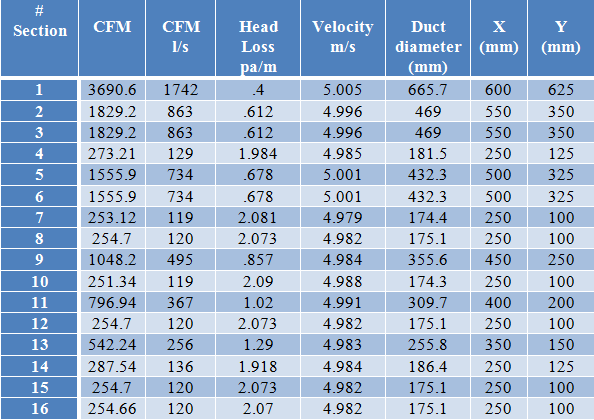 # Section CFM CFM l/s Head Loss pa/m Velocity m/s Duct diameter (mm) X (mm) Y (mm)
1 3690.6 1742 .4 5.005 665.7 600 625
2 1829.2 863 .612 4.996 469 550 350
3 1829.2 863 .612 4.996 469 550 350
4 273.21 129 1.984 4.985 181.5 250 125
5 1555.9 734 .678 5.001 432.3 500 325
6 1555.9 734 .678 5.001 432.3 500 325
7 253.12 119 2.081 4.979 174.4 250 100
8 254.7 120 2.073 4.982 175.1 250 100
9 1048.2 495 .857 4.984 355.6 450 250
10 251.34 119 2.09 4.988 174.3 250 100
11 796.94 367 1.02 4.991 309.7 400 200
12 254.7 120 2.073 4.982 175.1 250 100
13 542.24 256 1.29 4.983 255.8 350 150
14 287.54 136 1.918 4.984 186.4 250 125
15 254.7 120 2.073 4.982 175.1 250 100
16 254.66 120 2.07 4.982 175.1 250 100